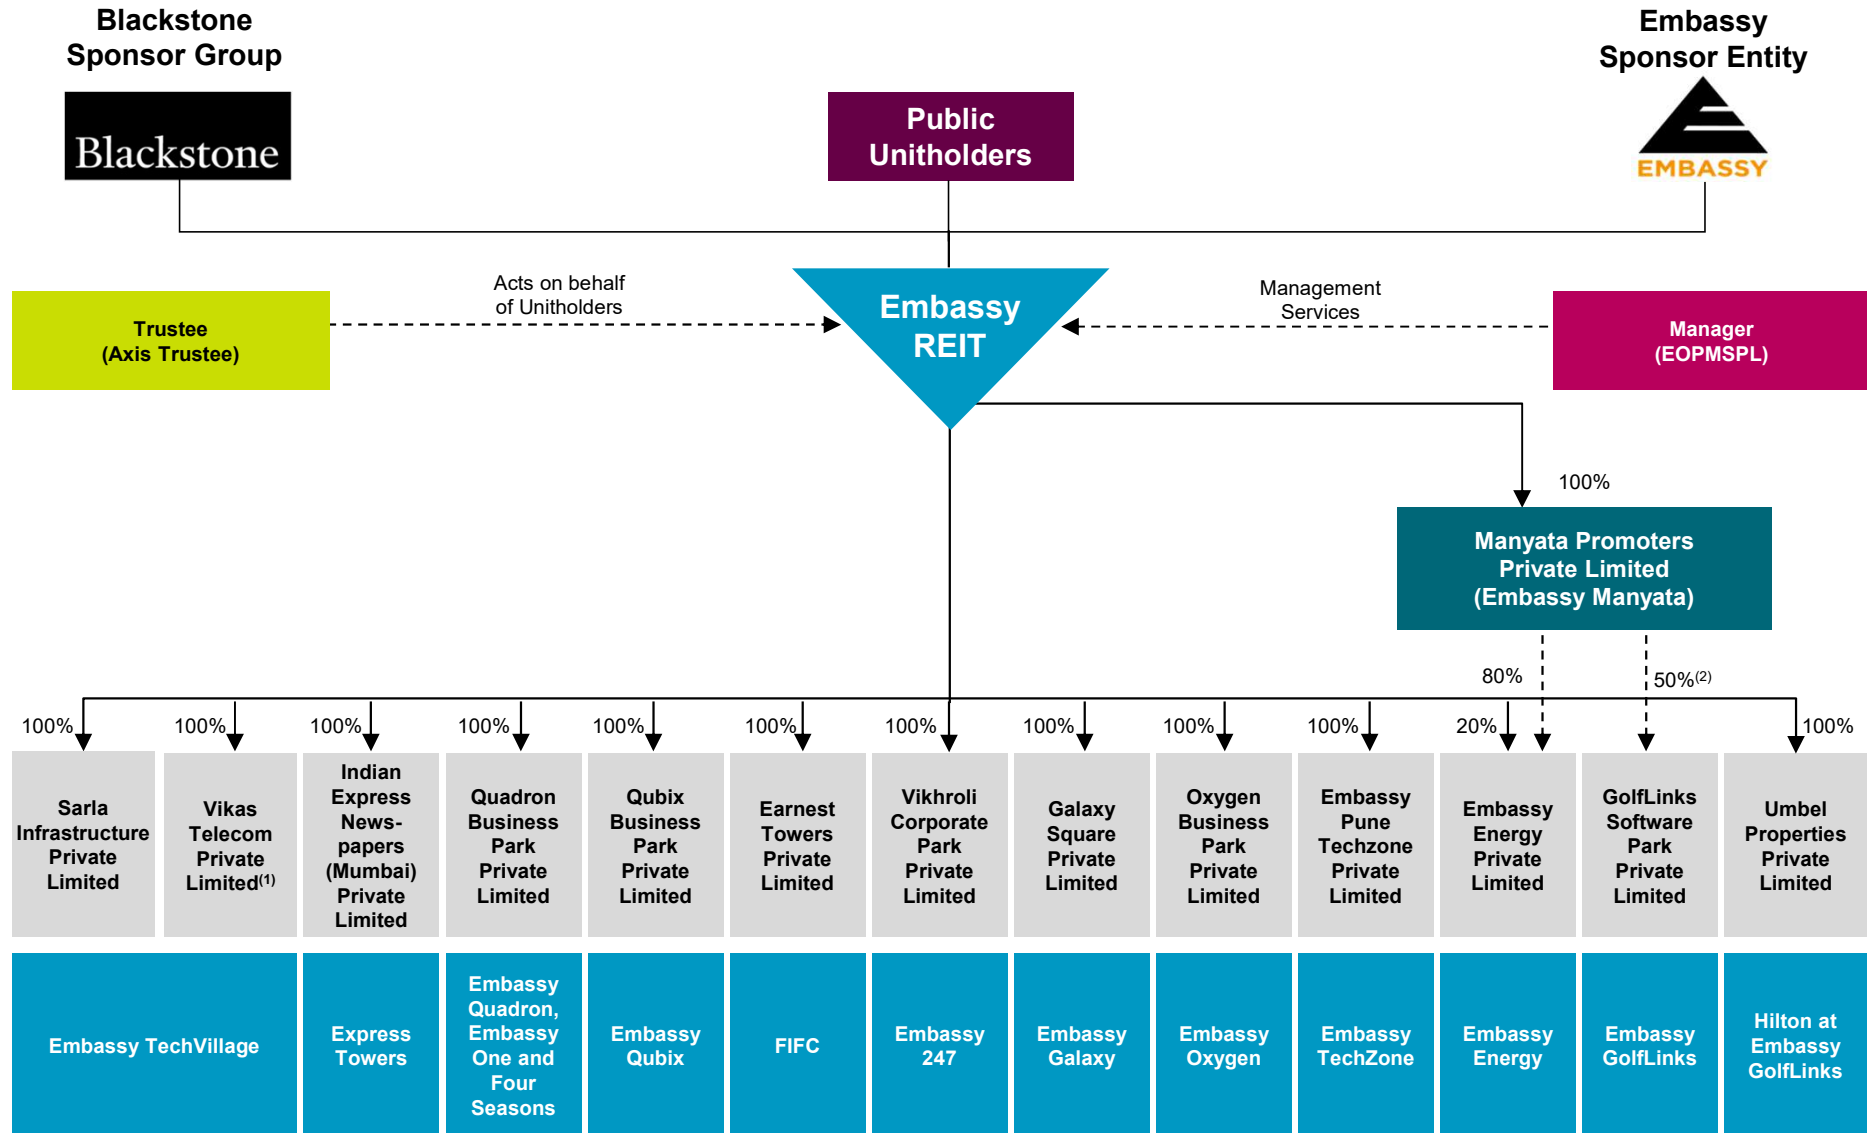 Blackstone
Sponsor Group
Blackstone
Public
Unitholders
Embassy
Sponsor Entity
EMBASSY
Trustee
(Axis Trustee)
Acts on behalf
of Unitholders
Embassy
REIT
Management
Services
Manager
(EOPMSPL)
100%
Manyata Promoters
Private Limited
(Embassy Manyata)
80%
50%(2)
100%
100%
100%
100%
100%
100%
100%
100%
100%
100%
20%
100%
Sarla
Infrastructure
Private
Limited
Vikas
Telecom
Private
Limited(1)
Indian
Express
News-
papers
(Mumbai)
Private
Limited
Quadron
Business
Park
Private
Limited
Qubix
Business
Park
Private
Limited
Earnest
Towers
Private
Limited
Vikhroli
Corporate
Park
Private
Limited
Galaxy
Square
Private
Limited
Oxygen
Business
Park
Private
Limited
Embassy
Pune
Techzone
Private
Limited
Embassy
Energy
Private
Limited
GolfLinks
Software
Park
Private
Limited
Umbel
Properties
Private
Limited
Embassy TechVillage
Express
Towers
Embassy
Quadron,
Embassy
One and
Four
Seasons
Embassy
Qubix
FIFC
Embassy
247
Embassy
Galaxy
Embassy
Oxygen
Embassy
TechZone
Embassy
Energy
Embassy
GolfLinks
Hilton at
Embassy
GolfLinks